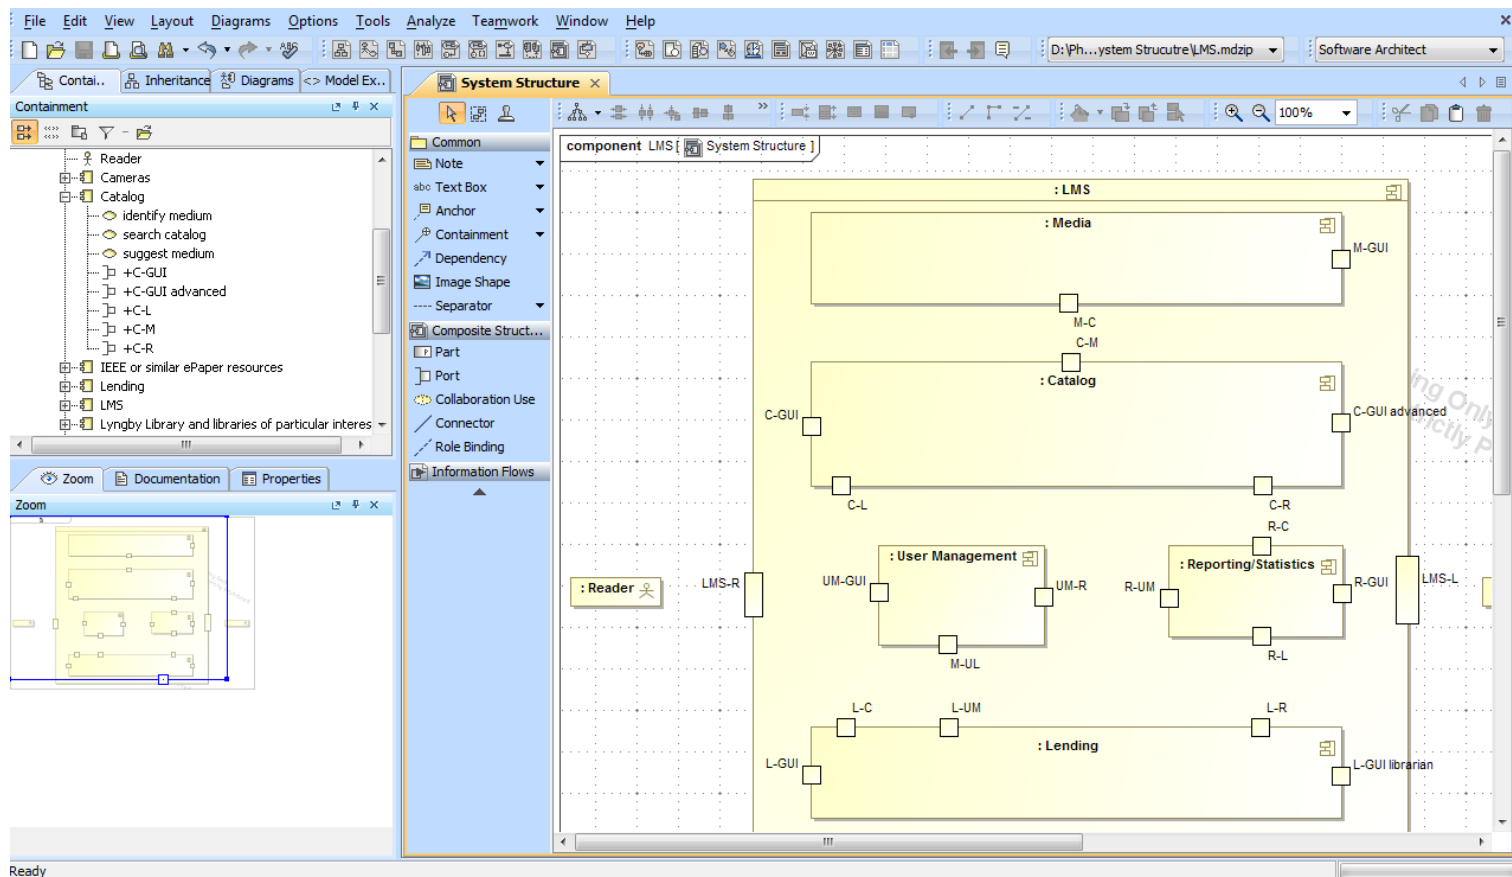 File Edit View Layout Diagrams Options Tools Analyze Teamwork Window Help
D:\Ph...ystem Strucutre\LMS.mdzip
Software Architect
Contai..
Inheritance
Diagrams
<> Model Ex..
System Structure
Containment
100%
Reader
Cameras
Catalog
identify medium
search catalog
suggest medium
+C-GUI
+C-GUI advanced
+C-L
+C-M
+C-R
IEEE or similar ePaper resources
Lending
LMS
Lyngby Library and libraries of particular interes
Zoom
Documentation
Properties
Zoom
Common
Note
abc Text Box
Anchor
Containment
Dependency
Image Shape
Separator
Composite Struct...
Part
Port
Collaboration Use
Connector
Role Binding
Information Flows
component LMS [ System Structure ]
: LMS
: Media
M-GUI
M-C
C-M
: Catalog
C-GUI
C-GUI advanced
C-L
C-R
R-C
: User Management
: Reporting/Statistics
: Reader
LMS-R
UM-GUI
UM-R
R-UM
R-GUI
LMS-L
M-UL
R-L
L-C
L-UM
L-R
: Lending
L-GUI
L-GUI librarian
ing Only
Ready